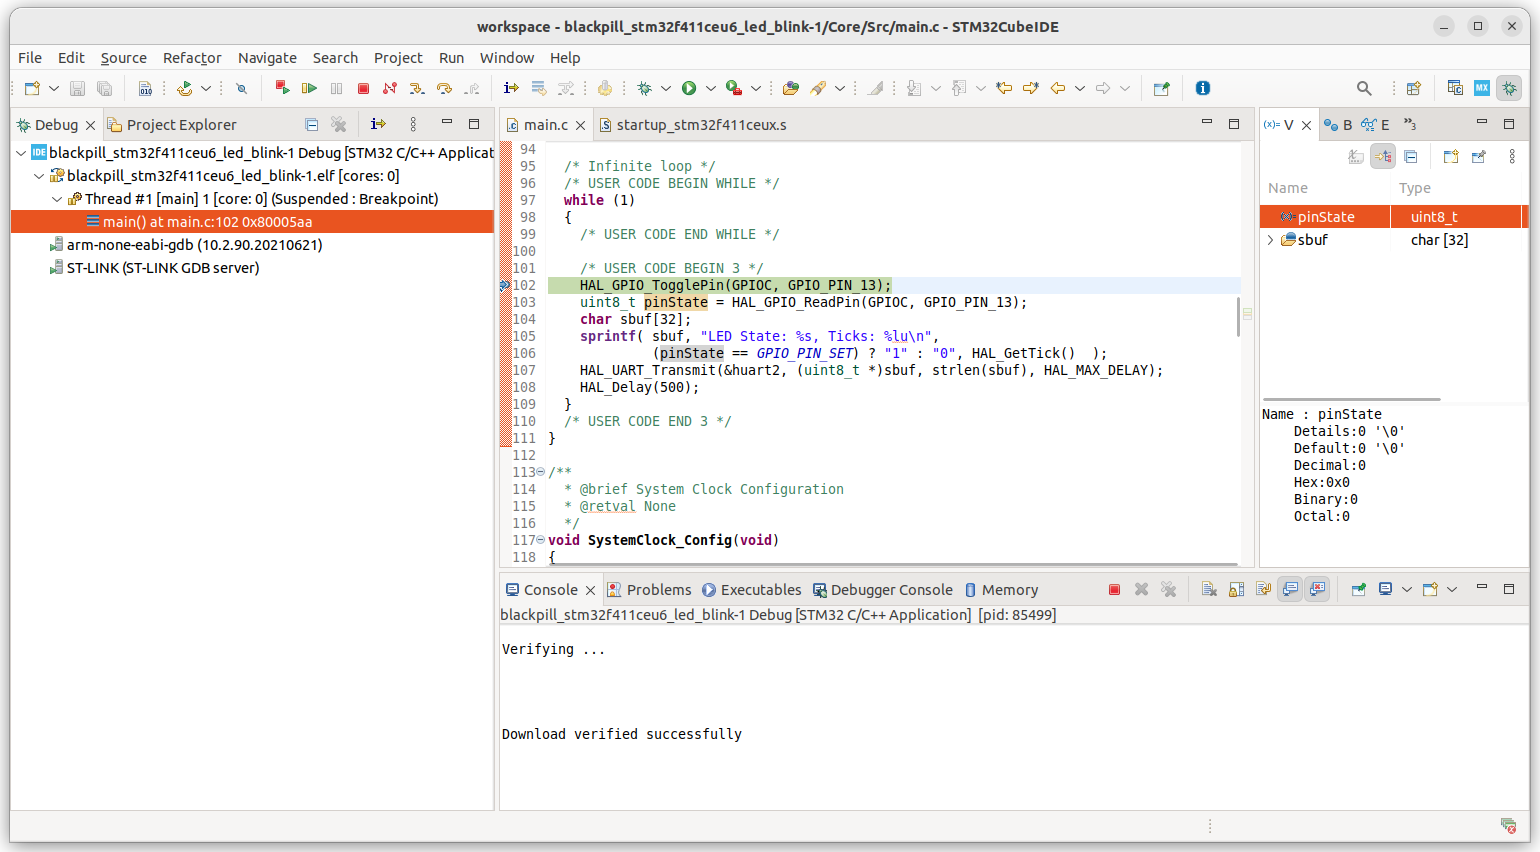 workspace - blackpill_stm32f411ceu6_led_blink-1/Core/Src/main.c - STM32CubeIDE
File Edit Source Refactor Navigate Search Project Run Window Help
010
MX
Debug
Project Explorer
IDE blackpill_stm32f411ceu6_led_blink-1 Debug [STM32 C/C++ Applicat
blackpill_stm32f411ceu6_led_blink-1.elf [cores: 0]
Thread #1 [main] 1 [core: 0] (Suspended : Breakpoint)
main() at main.c:102 0x80005aa
arm-none-eabi-gdb (10.2.90.20210621)
ST-LINK (ST-LINK GDB server)
main.c
startup_stm32f411ceux.s
94
95 /* Infinite loop */
96 /* USER CODE BEGIN WHILE */
97 while (1)
98 {
99 /* USER CODE END WHILE */
100
101 /* USER CODE BEGIN 3 */
102 HAL_GPIO_TogglePin(GPIOC, GPIO_PIN_13);
103 uint8_t pinState = HAL_GPIO_ReadPin(GPIOC, GPIO_PIN_13);
104 char sbuf[32];
105 sprintf( sbuf, "LED State: %s, Ticks: %lu\n",
106 (pinState == GPIO_PIN_SET) ? "1" : "0", HAL_GetTick()  );
107 HAL_UART_Transmit(&huart2, (uint8_t *)sbuf, strlen(sbuf), HAL_MAX_DELAY);
108 HAL_Delay(500);
109 }
110 /* USER CODE END 3 */
111 }
112
113 /**
114 * @brief System Clock Configuration
115 * @retval None
116 */
117 void SystemClock_Config(void)
118 {
(x)= V
B
E
»3
Name Type
pinState uint8_t
sbuf char [32]
Name : pinState
Details:0 '\0'
Default:0 '\0'
Decimal:0
Hex:0x0
Binary:0
Octal:0
Console
Problems
Executables
Debugger Console
Memory
blackpill_stm32f411ceu6_led_blink-1 Debug [STM32 C/C++ Application] [pid: 85499]
Verifying ...
Download verified successfully